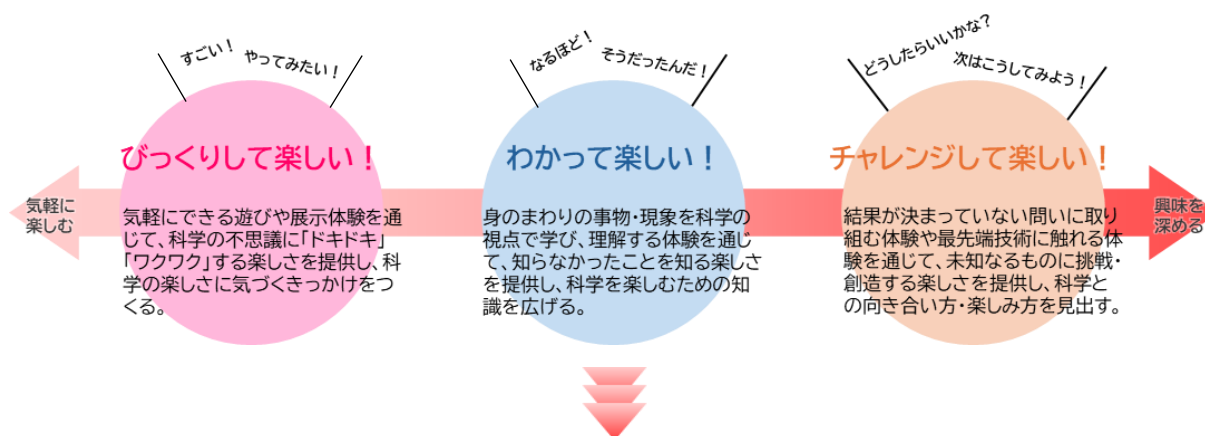 すごい！
やってみたい！
なるほど！
そうだったんだ！
どうしたらいいかな？
次はこうしてみよう！
気軽に
楽しむ
びっくりして楽しい！
気軽にできる遊びや展示体験を通
じて、科学の不思議に「ドキドキ」
「ワクワク」する楽しさを提供し、科
学の楽しさに気づくきっかけをつ
くる。
わかって楽しい！
身のまわりの事物・現象を科学の
視点で学び、理解する体験を通じ
て、知らなかったことを知る楽しさ
を提供し、科学を楽しむための知
識を広げる。
チャレンジして楽しい！
結果が決まっていない問いに取り
組む体験や最先端技術に触れる体
験を通じて、未知なるものに挑戦・
創造する楽しさを提供し、科学と
の向き合い方・楽しみ方を見出す。
興味を
深める